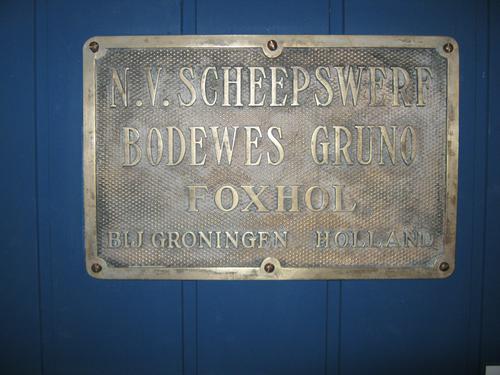 N.V. SCHEEPSWERF
BODEWES GRUNO
FOXHOL
BIJ GRONINGEN HOLLAND